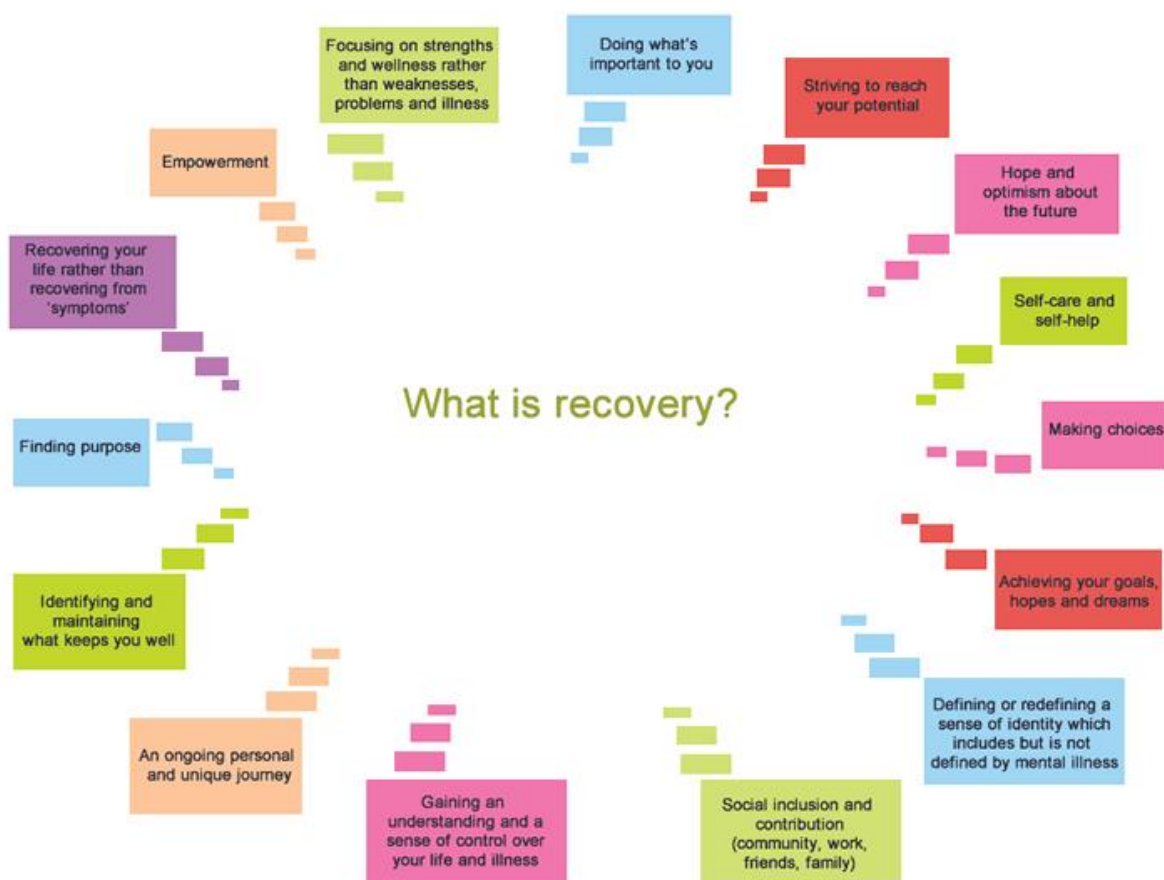 What is recovery?
Focusing on strengths
and wellness rather
than weaknesses,
problems and illness
Doing what's
important to you
Striving to reach
your potential
Hope and
optimism about
the future
Self-care and
self-help
Making choices
Achieving your goals,
hopes and dreams
Defining or redefining a
sense of identity which
includes but is not
defined by mental illness
Social inclusion and
contribution
(community, work,
friends, family)
Gaining an
understanding and a
sense of control over
your life and illness
An ongoing personal
and unique journey
Identifying and
maintaining
what keeps you well
Finding purpose
Recovering your
life rather than
recovering from
‘symptoms’
Empowerment